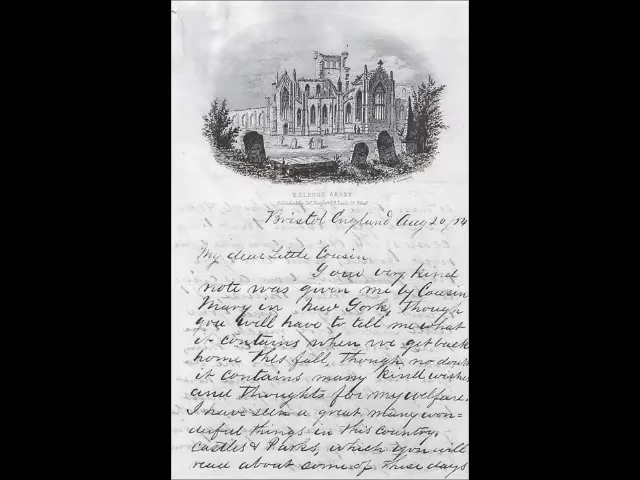 MELROSE ABBEY
Bristol England Aug 20/54
My dear Little Cousin
Your very kind
note was given me by Cousin
Mary in New York, Though
you will have to tell me what
it contains when we get back
home this fall, though no doubt
it contains many kind wishes
and Thoughts for my welfare.
I have seen a great many won=
derful things in this Country
Castles & Parks, which you will
read about some of these days